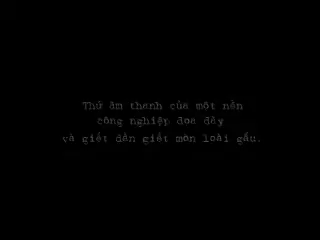 Thứ âm thanh của một nền
công nghiệp đọa đày
và giết dần giết mòn loài gấu.